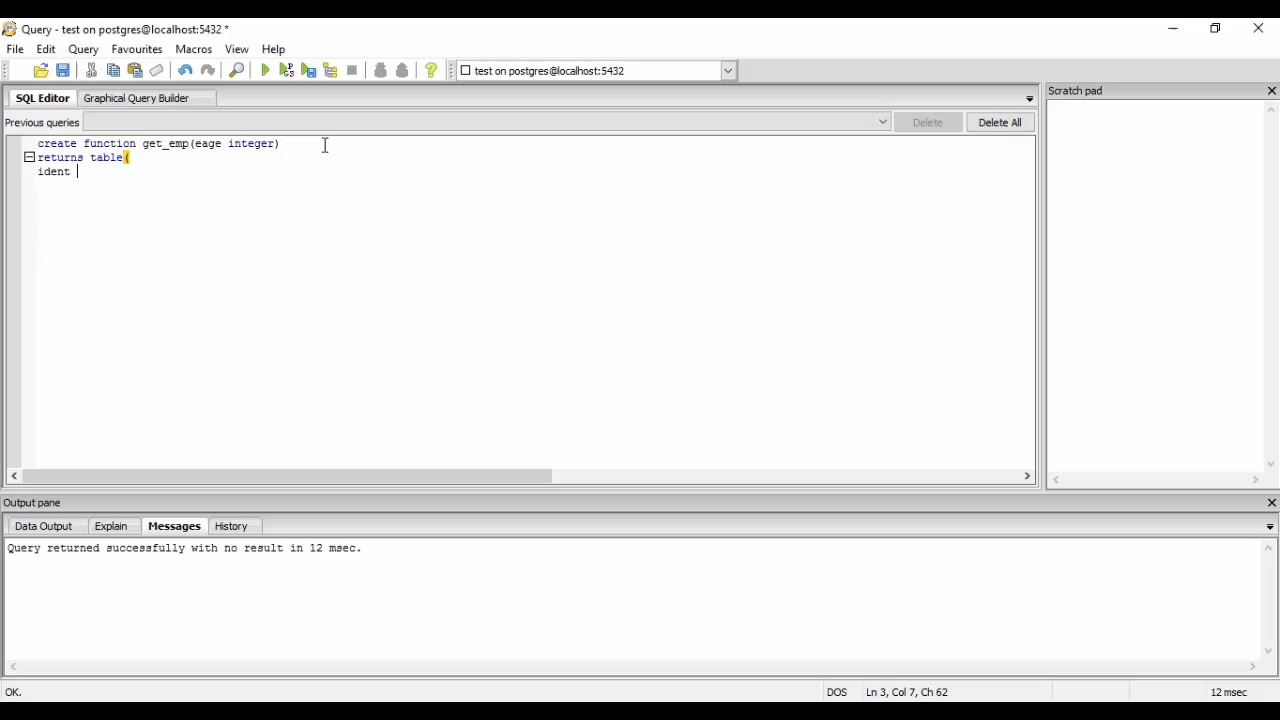 Query - test on postgres@localhost:5432 *
File Edit Query Favourites Macros View Help
test on postgres@localhost:5432
SQL Editor Graphical Query Builder
Scratch pad
Previous queries Delete Delete All
create function get_emp(eage integer)
returns table(
ident
Output pane
Data Output Explain Messages History
Query returned successfully with no result in 12 msec.
OK. DOS Ln 3, Col 7, Ch 62 12 msec